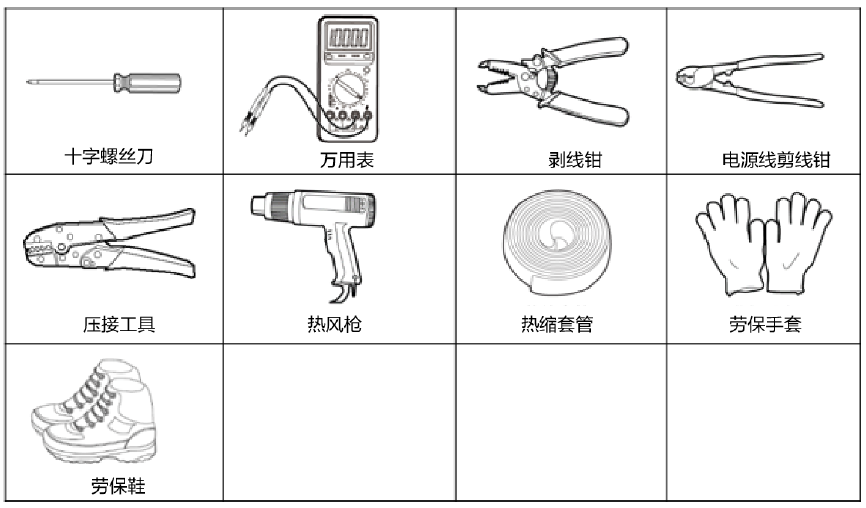 十字螺丝刀
万用表
剥线钳
电源线剪线钳
压接工具
热风枪
热缩套管
劳保手套
劳保鞋